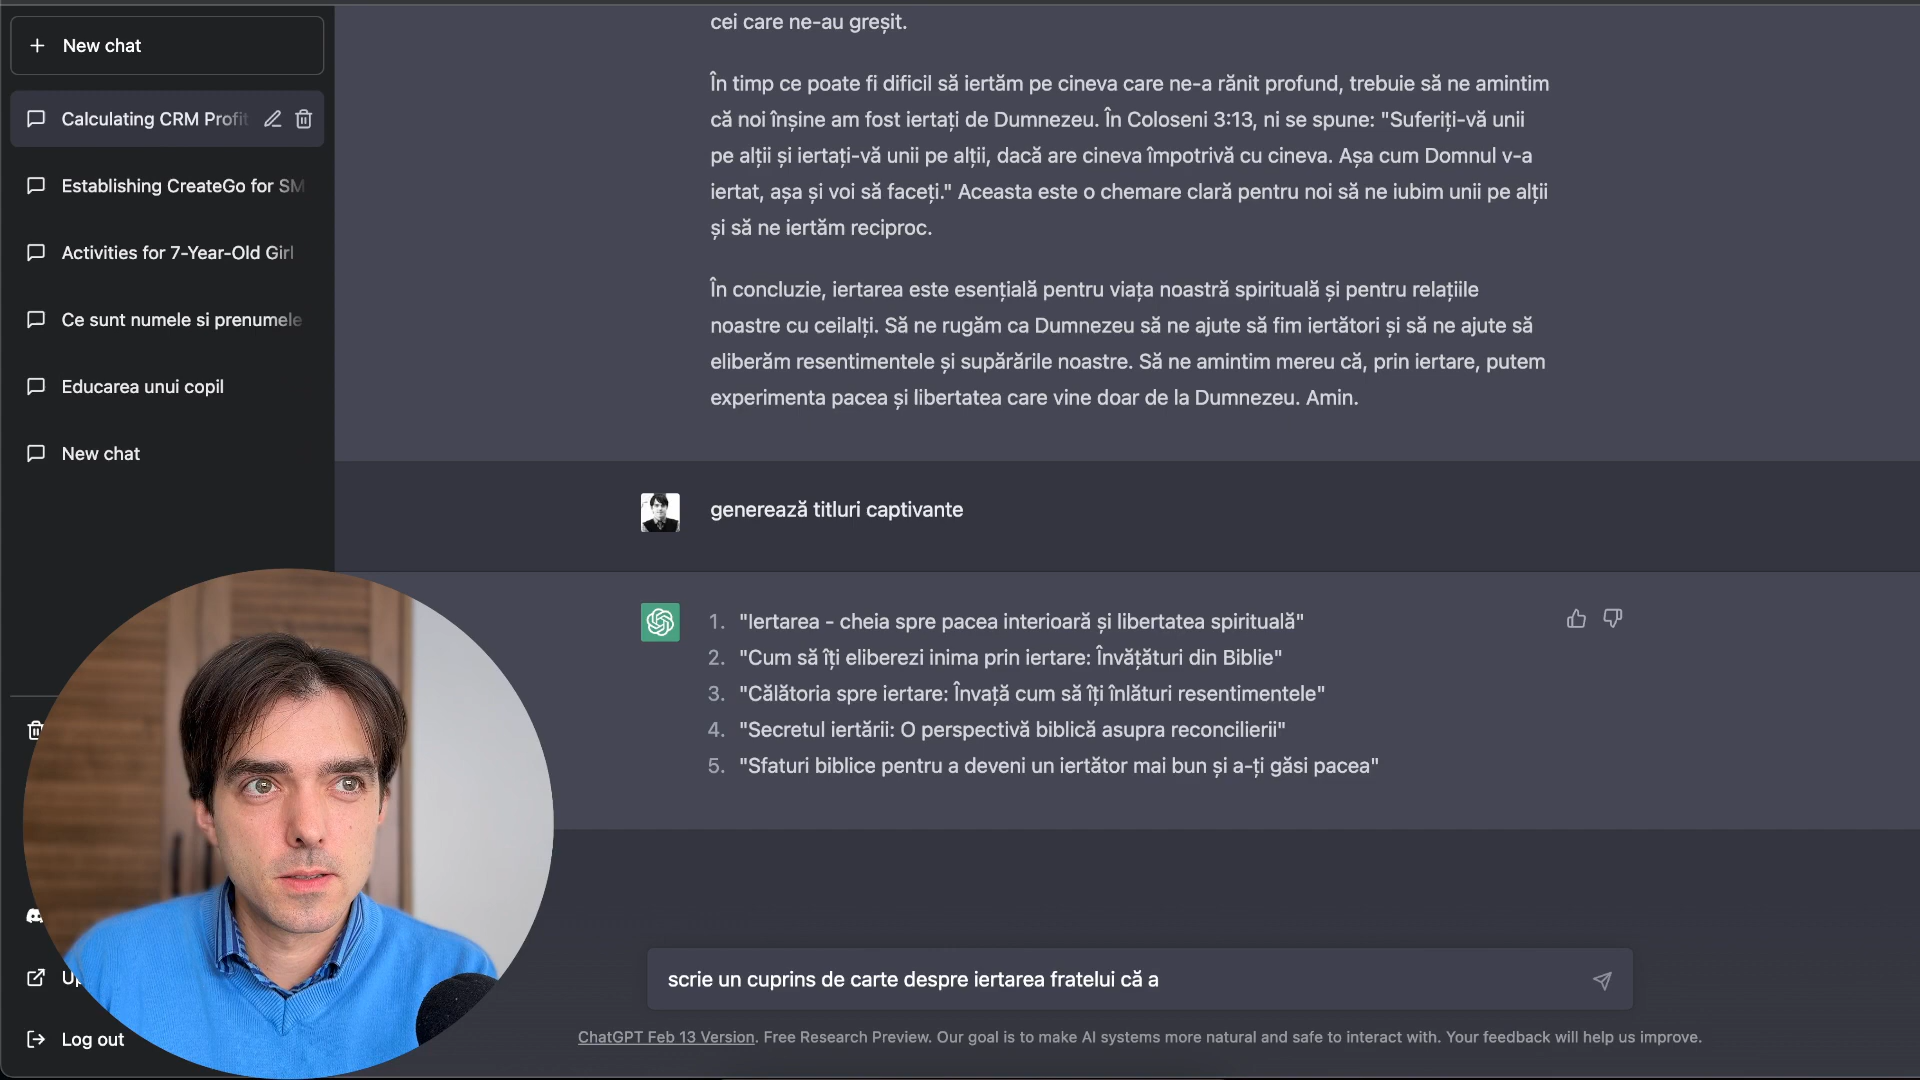 New chat
Calculating CRM Profit
Establishing CreateGo for SM
Activities for 7-Year-Old Girl
Ce sunt numele si prenumele
Educarea unui copil
New chat
Log out
cei care ne-au greșit.
În timp ce poate fi dificil să iertăm pe cineva care ne-a rănit profund, trebuie să ne amintim
că noi înșine am fost iertați de Dumnezeu. În Coloseni 3:13, ni se spune: "Suferiți-vă unii
pe alții și iertați-vă unii pe alții, dacă are cineva împotrivă cu cineva. Așa cum Domnul v-a
iertat, așa și voi să faceți." Aceasta este o chemare clară pentru noi să ne iubim unii pe alții
și să ne iertăm reciproc.
În concluzie, iertarea este esențială pentru viața noastră spirituală și pentru relațiile
noastre cu ceilalți. Să ne rugăm ca Dumnezeu să ne ajute să fim iertători și să ne ajute să
eliberăm resentimentele și supărările noastre. Să ne amintim mereu că, prin iertare, putem
experimenta pacea și libertatea care vine doar de la Dumnezeu. Amin.
generează titluri captivante
1. "Iertarea - cheia spre pacea interioară și libertatea spirituală"
2. "Cum să îți eliberezi inima prin iertare: Învățături din Biblie"
3. "Călătoria spre iertare: Învață cum să îți înlături resentimentele"
4. "Secretul iertării: O perspectivă biblică asupra reconcilierii"
5. "Sfaturi biblice pentru a deveni un iertător mai bun și a-ți găsi pacea"
scrie un cuprins de carte despre iertarea fratelui că a
ChatGPT Feb 13 Version. Free Research Preview. Our goal is to make AI systems more natural and safe to interact with. Your feedback will help us improve.